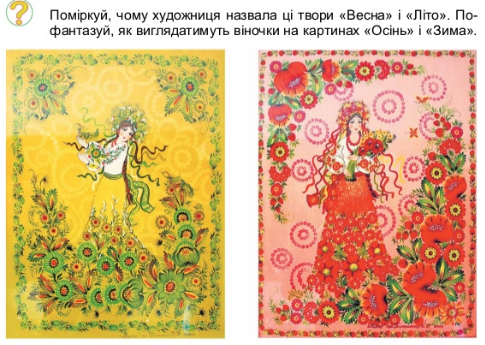 Поміркуй, чому художниця назвала ці твори «Весна» і «Літо». По-
фантазуй, як виглядатимуть віночки на картинах «Осінь» і «Зима».